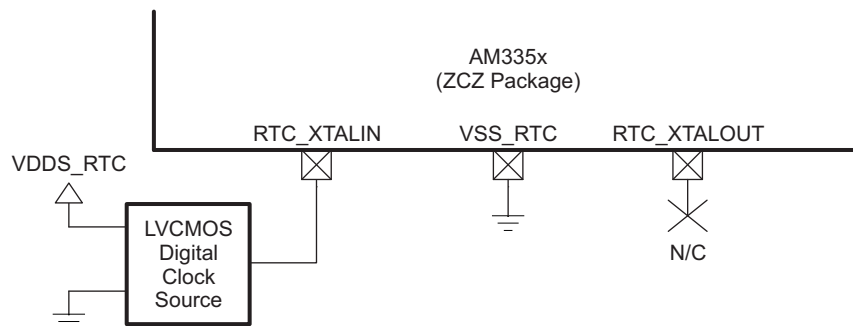 AM335x
(ZCZ Package)
RTC_XTALIN
VSS_RTC
RTC_XTALOUT
VDDS_RTC
LVCMOS
Digital
Clock
Source
N/C